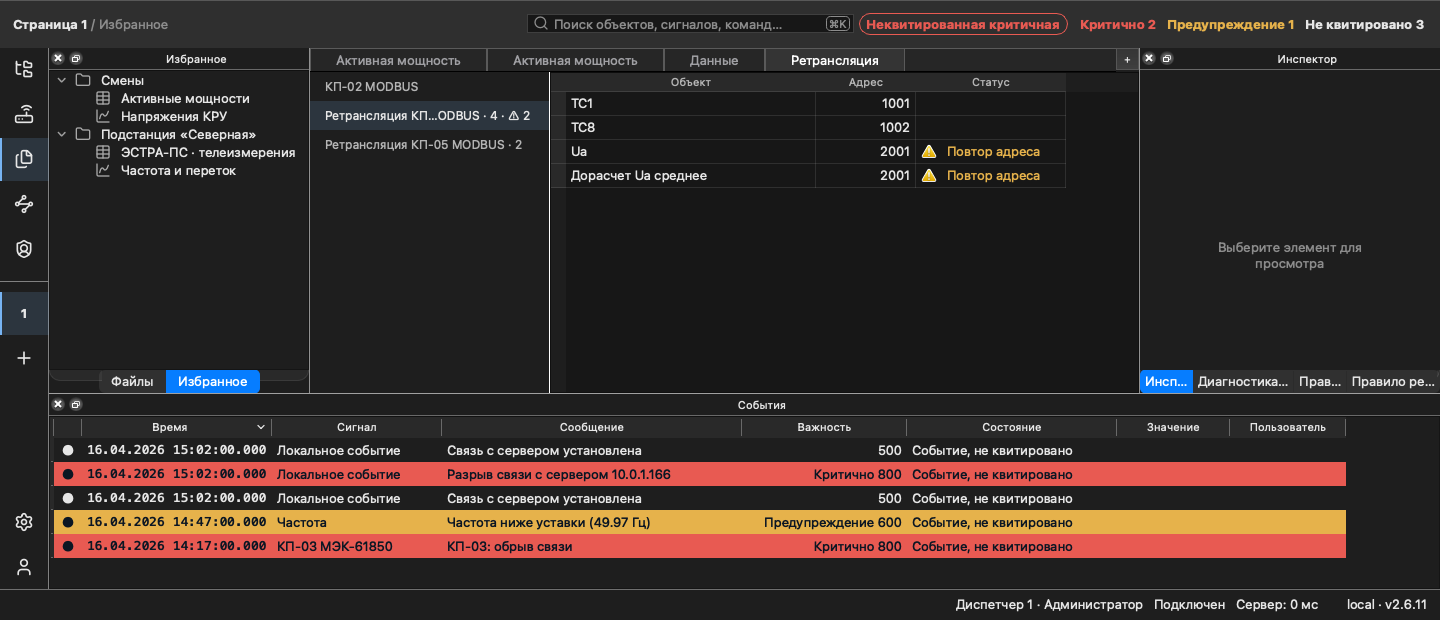 Страница 1 / Избранное
Поиск объектов, сигналов, команд... ⌘K
Неквитированная критичная
Критично 2
Предупреждение 1
Не квитировано 3
Избранное
Смены
Активные мощности
Напряжения КРУ
Подстанция «Северная»
ЭСТРА-ПС · телеизмерения
Частота и переток
1
Файлы
Избранное
Активная мощность
Активная мощность
Данные
Ретрансляция
+
КП-02 MODBUS
Ретрансляция КП...ODBUS · 4 · ⚠ 2
Ретрансляция КП-05 MODBUS · 2
Объект Адрес Статус
ТС1 1001
ТС8 1002
Ua 2001 Повтор адреса
Дорасчет Ua среднее 2001 Повтор адреса
Инспектор
Выберите элемент для
просмотра
Инсп...
Диагностика...
Прав...
Правило ре...
События
Время Сигнал Сообщение Важность Состояние Значение Пользователь
16.04.2026 15:02:00.000 Локальное событие Связь с сервером установлена 500 Событие, не квитировано
16.04.2026 15:02:00.000 Локальное событие Разрыв связи с сервером 10.0.1.166 Критично 800 Событие, не квитировано
16.04.2026 15:02:00.000 Локальное событие Связь с сервером установлена 500 Событие, не квитировано
16.04.2026 14:47:00.000 Частота Частота ниже уставки (49.97 Гц) Предупреждение 600 Событие, не квитировано
16.04.2026 14:17:00.000 КП-03 МЭК-61850 КП-03: обрыв связи Критично 800 Событие, не квитировано
Диспетчер 1 · Администратор Подключен Сервер: 0 мс local · v2.6.11